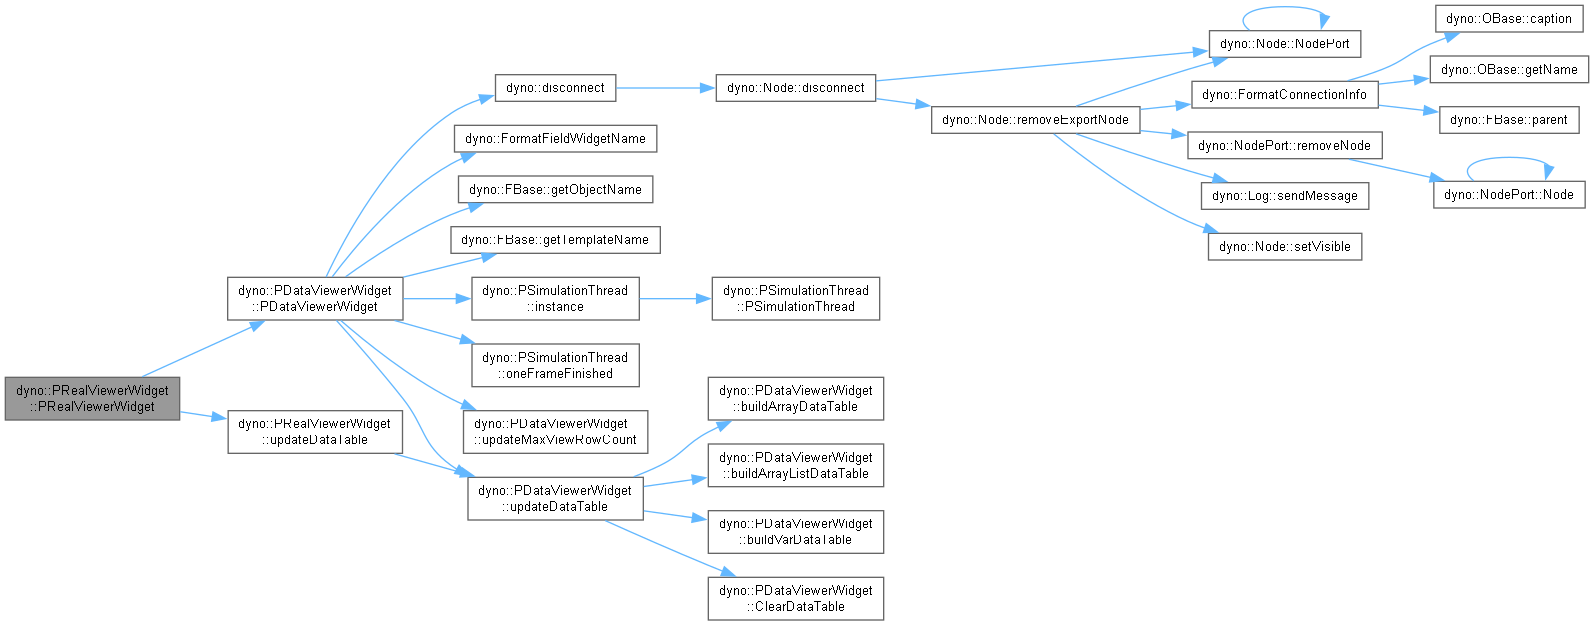 dyno::PRealViewerWidget
::PRealViewerWidget
dyno::PDataViewerWidget
::PDataViewerWidget
dyno::PRealViewerWidget
::updateDataTable
dyno::disconnect
dyno::FormatFieldWidgetName
dyno::FBase::getObjectName
dyno::FBase::getTemplateName
dyno::PSimulationThread
::instance
dyno::PSimulationThread
::oneFrameFinished
dyno::PDataViewerWidget
::updateMaxViewRowCount
dyno::PDataViewerWidget
::updateDataTable
dyno::Node::disconnect
dyno::PSimulationThread
::PSimulationThread
dyno::PDataViewerWidget
::buildArrayDataTable
dyno::PDataViewerWidget
::buildArrayListDataTable
dyno::PDataViewerWidget
::buildVarDataTable
dyno::PDataViewerWidget
::ClearDataTable
dyno::Node::removeExportNode
dyno::Node::NodePort
dyno::FormatConnectionInfo
dyno::NodePort::removeNode
dyno::Log::sendMessage
dyno::Node::setVisible
dyno::OBase::caption
dyno::OBase::getName
dyno::FBase::parent
dyno::NodePort::Node